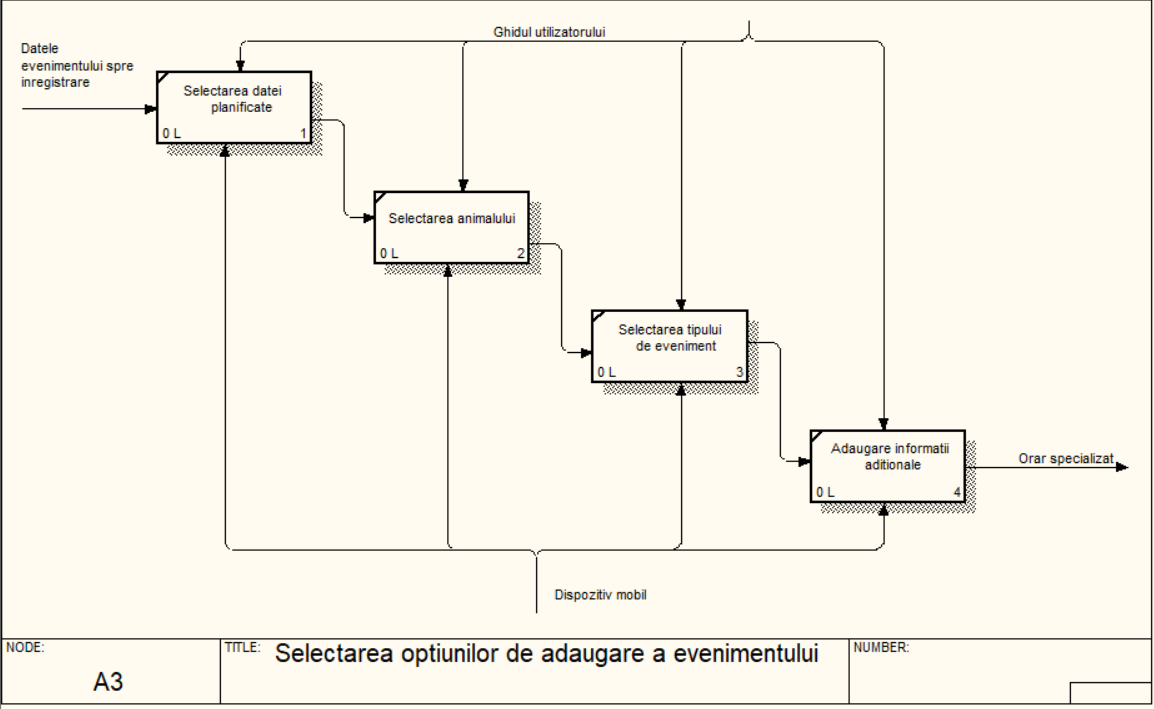 Ghidul utilizatorului
Datele
evenimentului spre
inregistrare
Selectarea datei
planificate
0 L 1
Selectarea animalului
0 L 2
Selectarea tipului
de eveniment
0 L 3
Adaugare informatii
aditionale
0 L 4
Orar specializat
Dispozitiv mobil
NODE:
A3
TITLE: Selectarea optiunilor de adaugare a evenimentului
NUMBER: